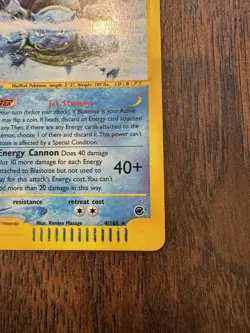 Shellfish Pokémon. Length: 5' 3", Weight: 189 lbs.
Jet Stream
your turn (before your attack), if Blastoise is your Active
may flip a coin. If heads, discard an Energy card attached
. Then, if there are any Energy cards attached to the
emon, choose 1 of them and discard it. This power can't
astoise is affected by a Special Condition.
Energy Cannon Does 40 damage
plus 10 more damage for each Energy
attached to Blastoise but not used to
ay for this attack's Energy cost. You can't
dd more than 20 damage in this way.
40+
resistance retreat cost
Illus. Kimiya Masago
4/165 ★